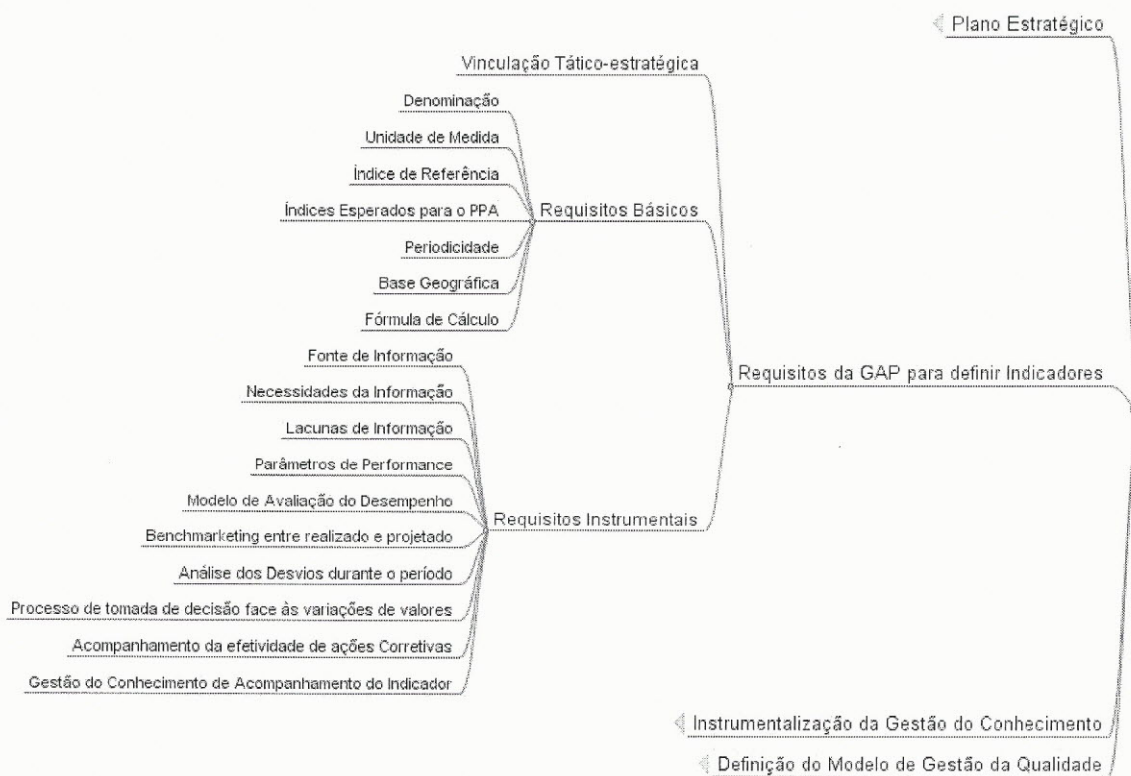 Plano Estratégico
Vinculação Tático-estratégica
Denominação
Unidade de Medida
Índice de Referência
Índices Esperados para o PPA
Requisitos Básicos
Periodicidade
Base Geográfica
Fórmula de Cálculo
Fonte de Informação
Requisitos da GAP para definir Indicadores
Necessidades da Informação
Lacunas de Informação
Parâmetros de Performance
Modelo de Avaliação do Desempenho
Requisitos Instrumentais
Benchmarketing entre realizado e projetado
Análise dos Desvios durante o período
Processo de tomada de decisão face às variações de valores
Acompanhamento da efetividade de ações Corretivas
Gestão do Conhecimento de Acompanhamento do Indicador
Instrumentalização da Gestão do Conhecimento
Definição do Modelo de Gestão da Qualidade